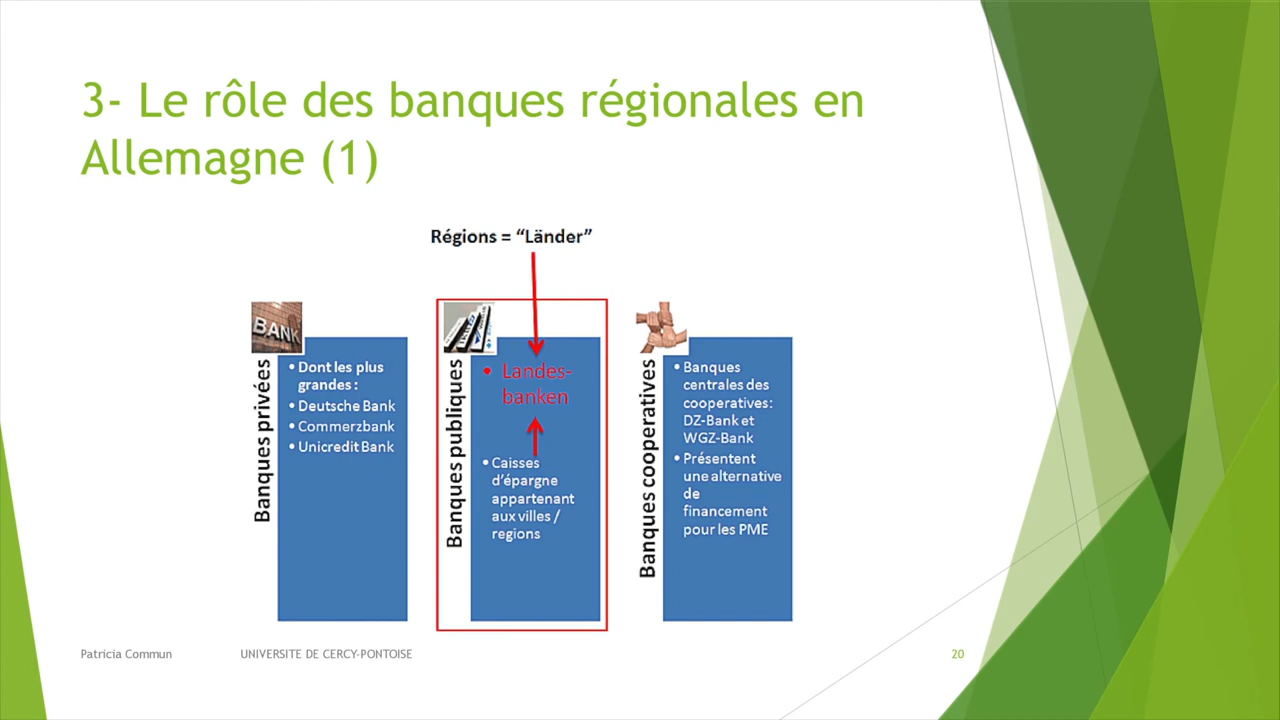 3- Le rôle des banques régionales en
Allemagne (1)
Régions = “Länder”
BANK
Banques privées
• Dont les plus
grandes :
• Deutsche Bank
• Commerzbank
• Unicredit Bank
Banques publiques
• Landes-
banken
• Caisses
d’épargne
appartenant
aux villes /
regions
Banques cooperatives
• Banques
centrales des
cooperatives:
DZ-Bank et
WGZ-Bank
• Présentent
une alternative
de
financement
pour les PME
Patricia Commun
UNIVERSITE DE CERCY-PONTOISE
20